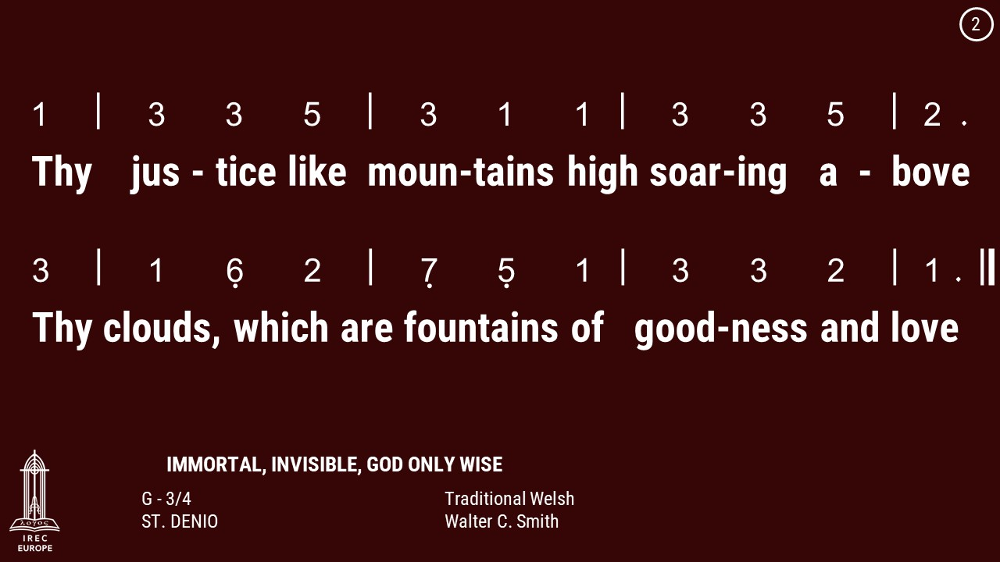 2
1 | 3 3 5 | 3 1 1 | 3 3 5 | 2 .
Thy jus - tice like moun-tains high soar-ing a - bove
3 | 1 6̣ 2 | 7̣ 5̣ 1 | 3 3 2 | 1 . ||
Thy clouds, which are fountains of good-ness and love
IMMORTAL, INVISIBLE, GOD ONLY WISE
G - 3/4
Traditional Welsh
ST. DENIO
Walter C. Smith
λογος
IREC
EUROPE